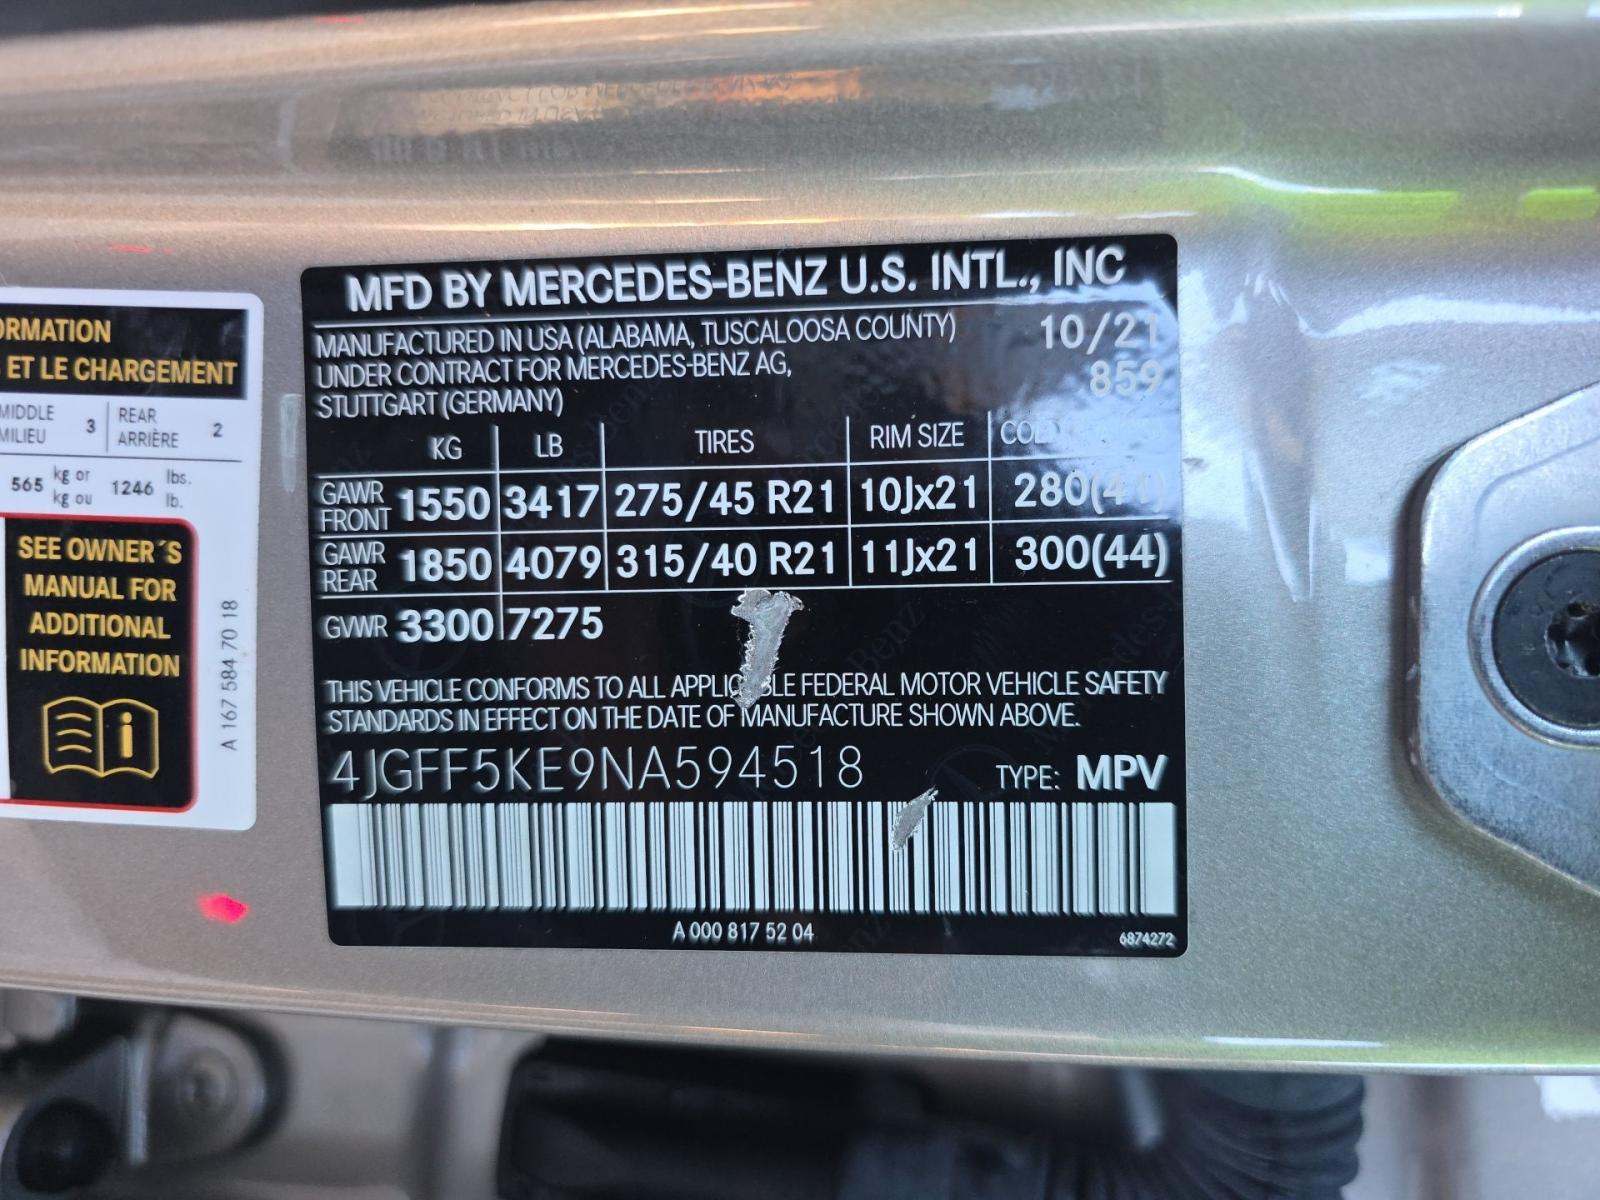 ORMATION
ET LE CHARGEMENT
MIDDLE
MILIEU 3
REAR
ARRIÈRE 2
565 kg or
kg ou 1246 lbs.
lb.
SEE OWNER´S
MANUAL FOR
ADDITIONAL
INFORMATION
i
A 167 584 70 18
MFD BY MERCEDES-BENZ U.S. INTL., INC
MANUFACTURED IN USA (ALABAMA, TUSCALOOSA COUNTY) 10/21
UNDER CONTRACT FOR MERCEDES-BENZ AG, 859
STUTTGART (GERMANY)
KG LB TIRES RIM SIZE
GAWR FRONT 1550 3417 275/45 R21 10Jx21 280(41)
GAWR REAR 1850 4079 315/40 R21 11Jx21 300(44)
GVWR 3300 7275
THIS VEHICLE CONFORMS TO ALL APPLIC BLE FEDERAL MOTOR VEHICLE SAFETY
STANDARDS IN EFFECT ON THE DATE OF MANUFACTURE SHOWN ABOVE.
4JGFF5KE9NA594518 TYPE: MPV
A 000 817 52 04
6874272